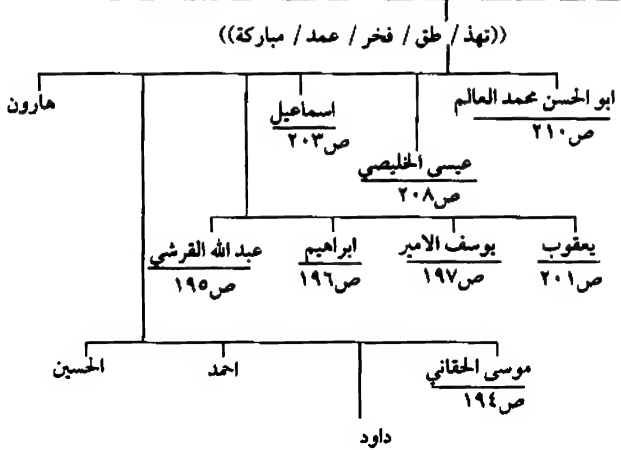 ((تهذ / طق / فخر / عمد / مباركة))
ابو الحسن محمد العالم
ص٢١٠
عيسى الخليصي
ص٢٠٨
اسماعيل
ص٢٠٣
هارون
يعقوب
ص٢٠١
يوسف الامير
ص١٩٧
ابراهيم
ص١٩٦
عبد الله القرشي
ص١٩٥
موسى الحقاني
ص١٩٤
داود
احمد
الحسين